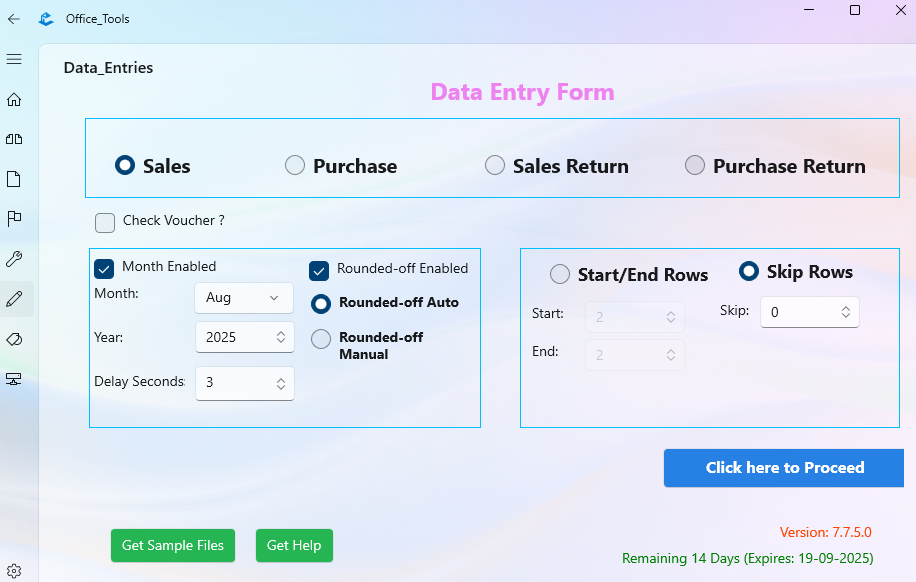 Office_Tools
Data_Entries
Data Entry Form
Sales
Purchase
Sales Return
Purchase Return
Check Voucher ?
Month Enabled
Rounded-off Enabled
Month:
Aug
Rounded-off Auto
Year:
2025
Rounded-off
Manual
Delay Seconds:
3
Start/End Rows
Skip Rows
Start:
2
Skip:
0
End:
2
Click here to Proceed
Get Sample Files
Get Help
Version: 7.7.5.0
Remaining 14 Days (Expires: 19-09-2025)